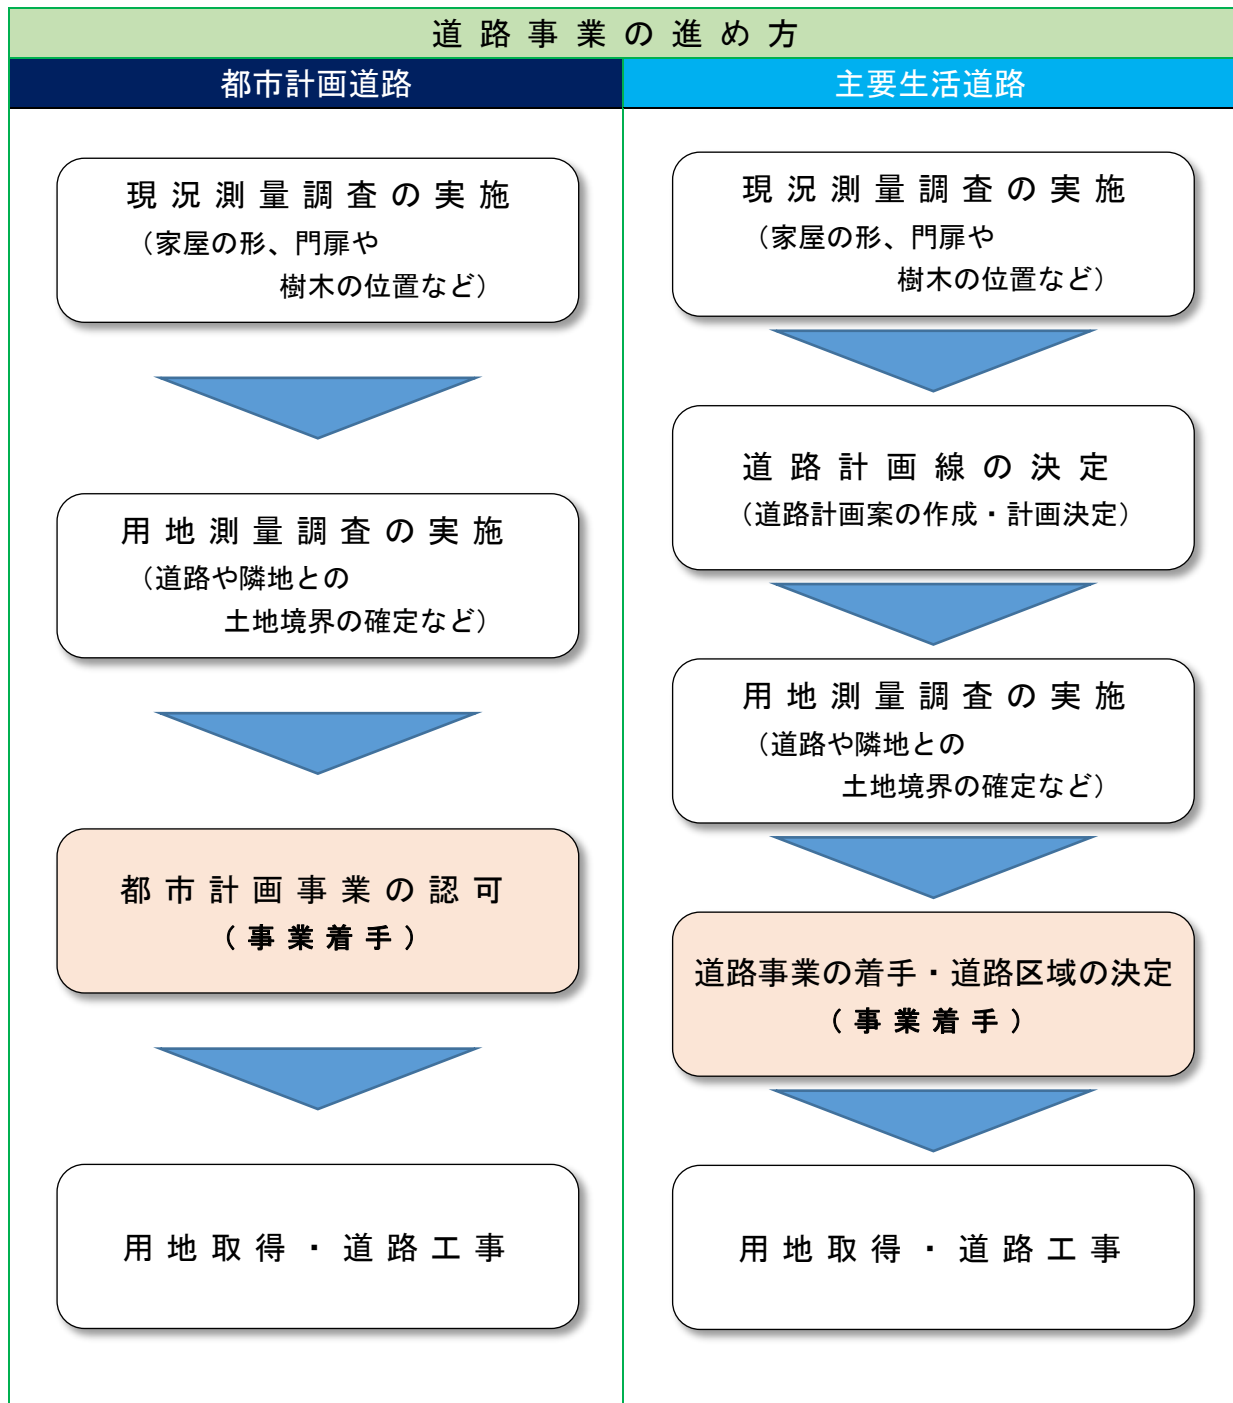 道路事業の進め方
都市計画道路
現況測量調査の実施
（家屋の形、門扉や
樹木の位置など）
用地測量調査の実施
（道路や隣地との
土地境界の確定など）
都市計画事業の認可
（事業着手）
用地取得・道路工事
主要生活道路
現況測量調査の実施
（家屋の形、門扉や
樹木の位置など）
道路計画線の決定
（道路計画案の作成・計画決定）
用地測量調査の実施
（道路や隣地との
土地境界の確定など）
道路事業の着手・道路区域の決定
（事業着手）
用地取得・道路工事